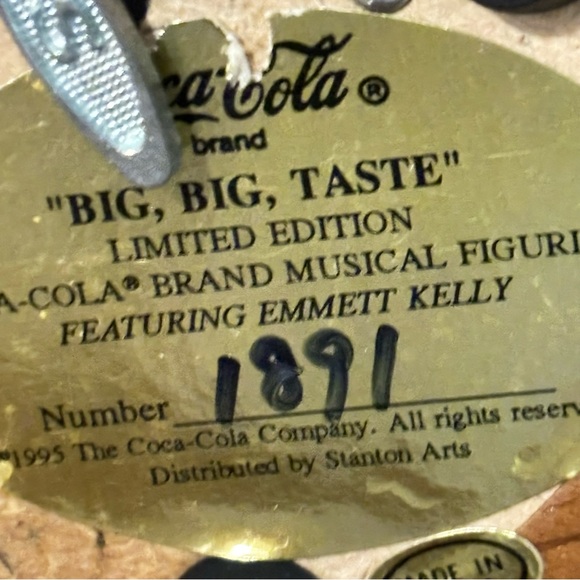 ca-Cola ®
brand
"BIG, BIG, TASTE"
LIMITED EDITION
A-COLA® BRAND MUSICAL FIGURI
FEATURING EMMETT KELLY
Number 1891
©1995 The Coca-Cola Company. All rights reserv
Distributed by Stanton Arts
MADE IN